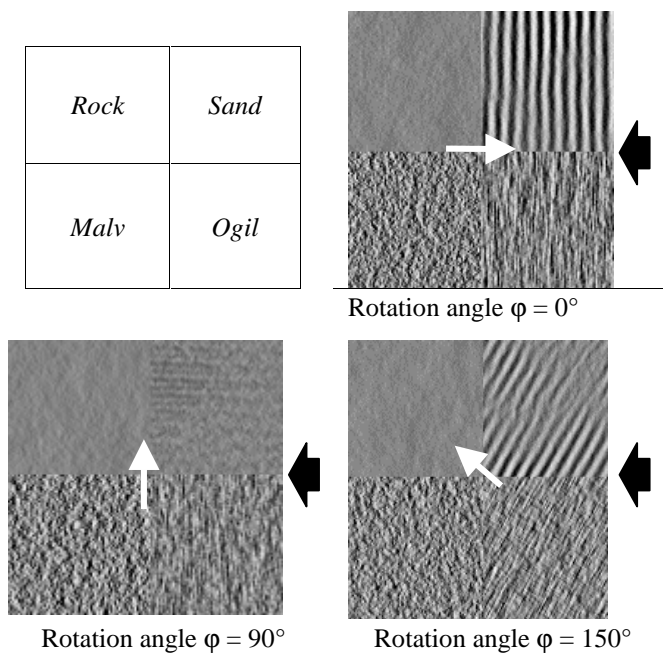 Rock Sand
Malv Ogil
Rotation angle φ = 0°
Rotation angle φ = 90°
Rotation angle φ = 150°